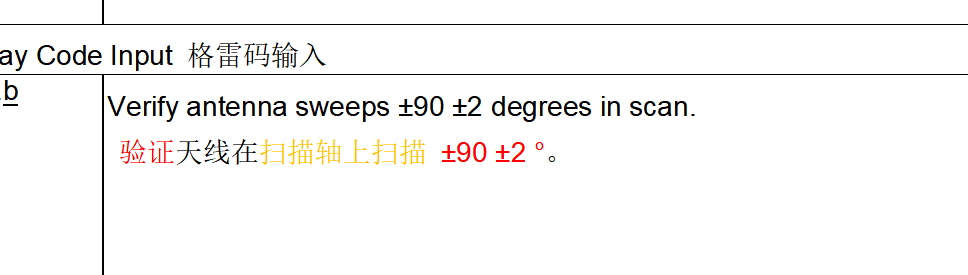 ay Code Input 格雷码输入
b
Verify antenna sweeps ±90 ±2 degrees in scan.
验证天线在扫描轴上扫描 ±90 ±2 °。